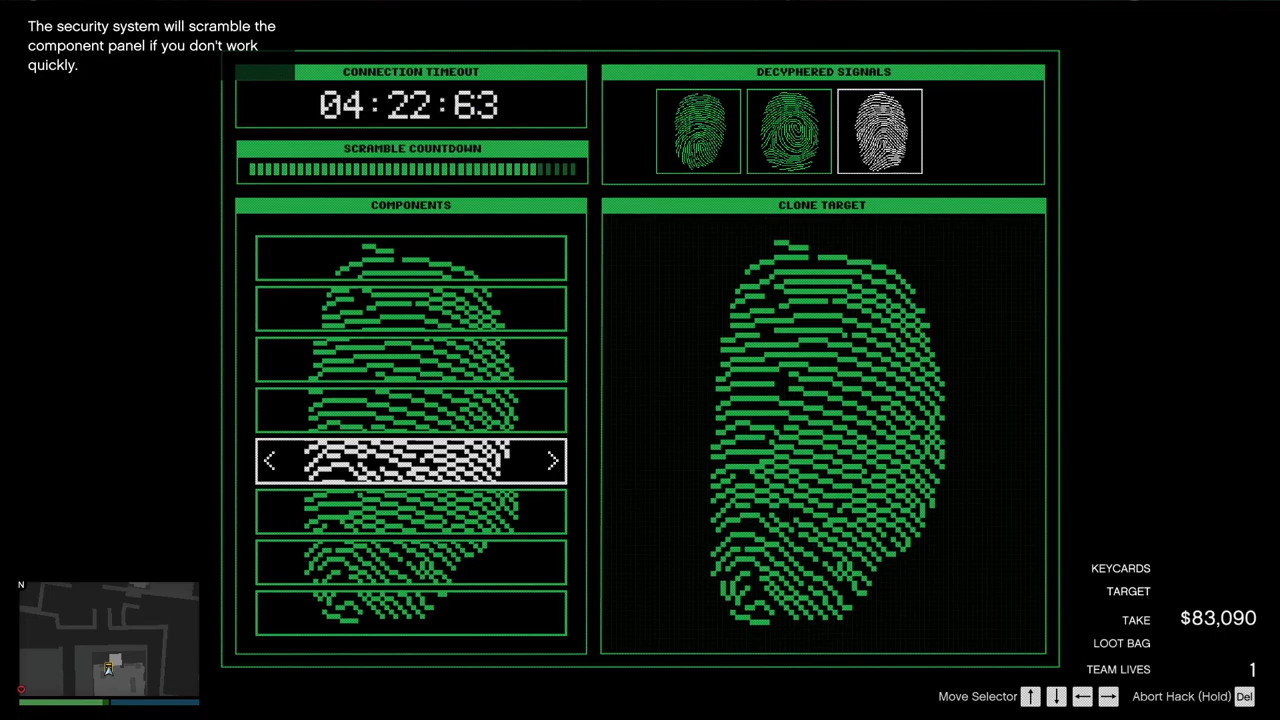 The security system will scramble the
component panel if you don't work
quickly.
CONNECTION TIMEOUT
04:22:63
SCRAMBLE COUNTDOWN
DECYPHERED SIGNALS
COMPONENTS
CLONE TARGET
N
KEYCARDS
TARGET
TAKE $83,090
LOOT BAG
TEAM LIVES 1
Move Selector ↑ ↓ ← → Abort Hack (Hold) Del